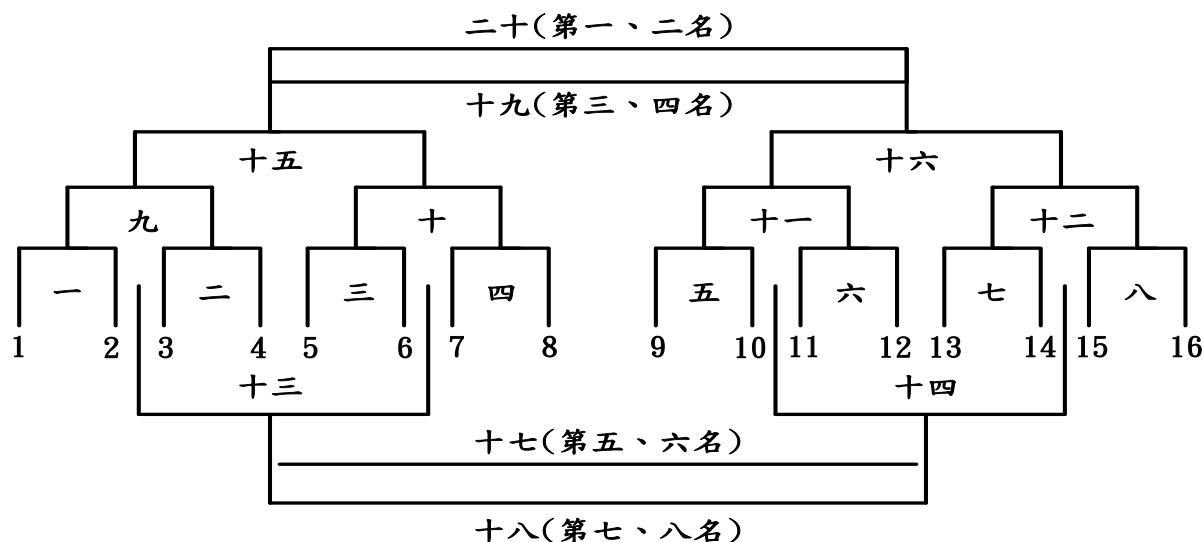 二十(第一、二名)
十九(第三、四名)
十五 十六
九 十 十一 十二
一 二 三 四 五 六 七 八
1 2 3 4 5 6 7 8 9 10 11 12 13 14 15 16
十三 十四
十七(第五、六名)
十八(第七、八名)